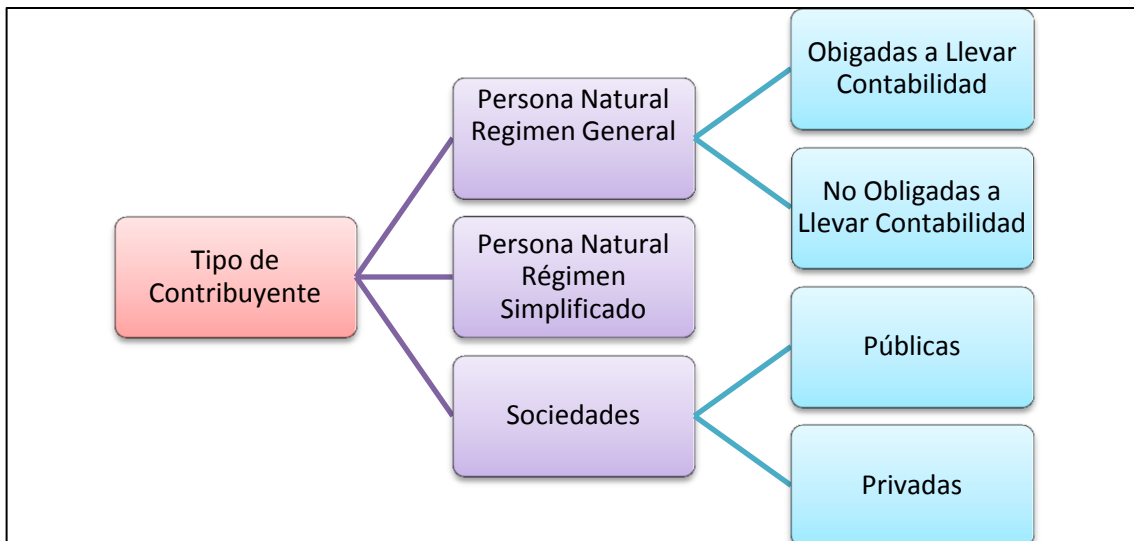 Tipo de
Contribuyente
Persona Natural
Regimen General
Obigadas a Llevar
Contabilidad
No Obligadas a
Llevar Contabilidad
Persona Natural
Régimen
Simplificado
Sociedades
Públicas
Privadas